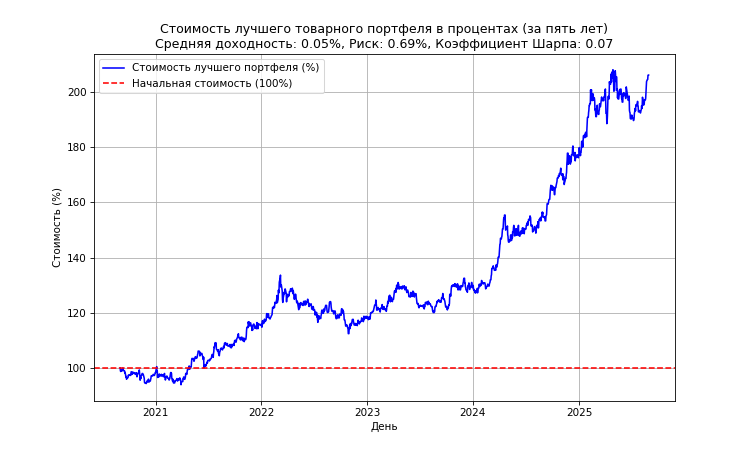 Стоимость лучшего товарного портфеля в процентах (за пять лет)
Средняя доходность: 0.05%, Риск: 0.69%, Коэффициент Шарпа: 0.07
Стоимость лучшего портфеля (%)
Начальная стоимость (100%)
Стоимость (%)
200
180
160
140
120
100
2021
2022
2023
2024
2025
День